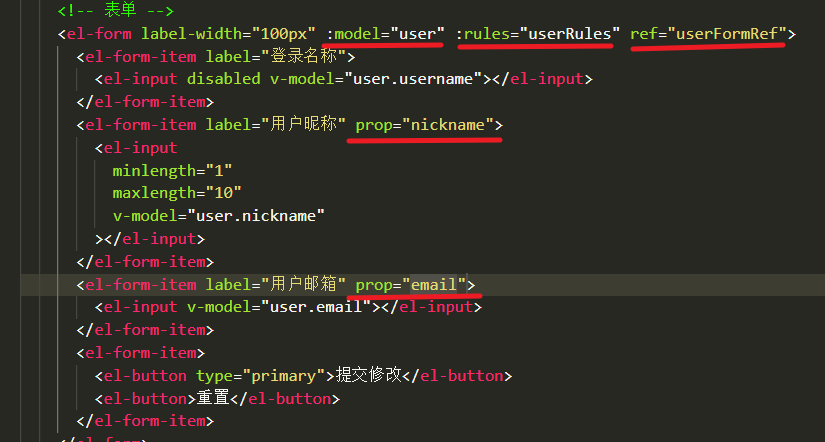 <!-- 表单 -->
<el-form label-width="100px" :model="user" :rules="userRules" ref="userFormRef">
<el-form-item label="登录名称">
<el-input disabled v-model="user.username"></el-input>
</el-form-item>
<el-form-item label="用户昵称" prop="nickname">
<el-input
minlength="1"
maxlength="10"
v-model="user.nickname"
></el-input>
</el-form-item>
<el-form-item label="用户邮箱" prop="email">
<el-input v-model="user.email"></el-input>
</el-form-item>
<el-form-item>
<el-button type="primary">提交修改</el-button>
<el-button>重置</el-button>
</el-form-item>
</el-form>